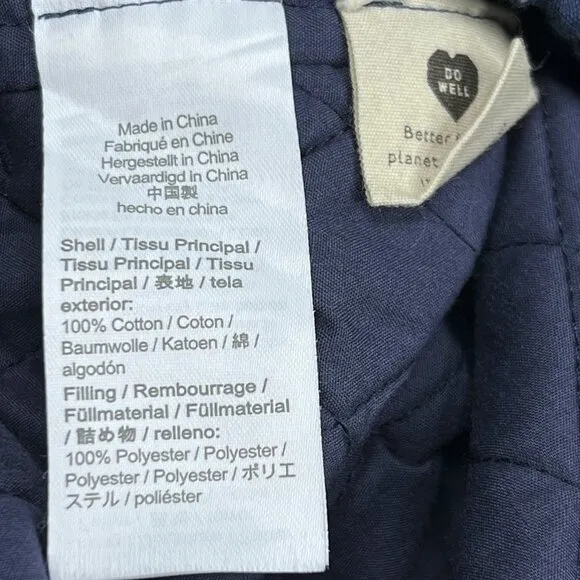 Made in China
Fabriqué en Chine
Hergestellt in China
Vervaardigd in China
中国製
hecho en china
Shell / Tissu Principal /
Tissu Principal / Tissu
Principal / 表地 / tela
exterior:
100% Cotton / Coton /
Baumwolle / Katoen / 綿 /
algodón
Filling / Rembourrage /
Füllmaterial / Füllmaterial
/ 詰め物 / relleno:
100% Polyester / Polyester /
Polyester / Polyester / ポリエ
ステル / poliéster
DO
WELL
Better
planet